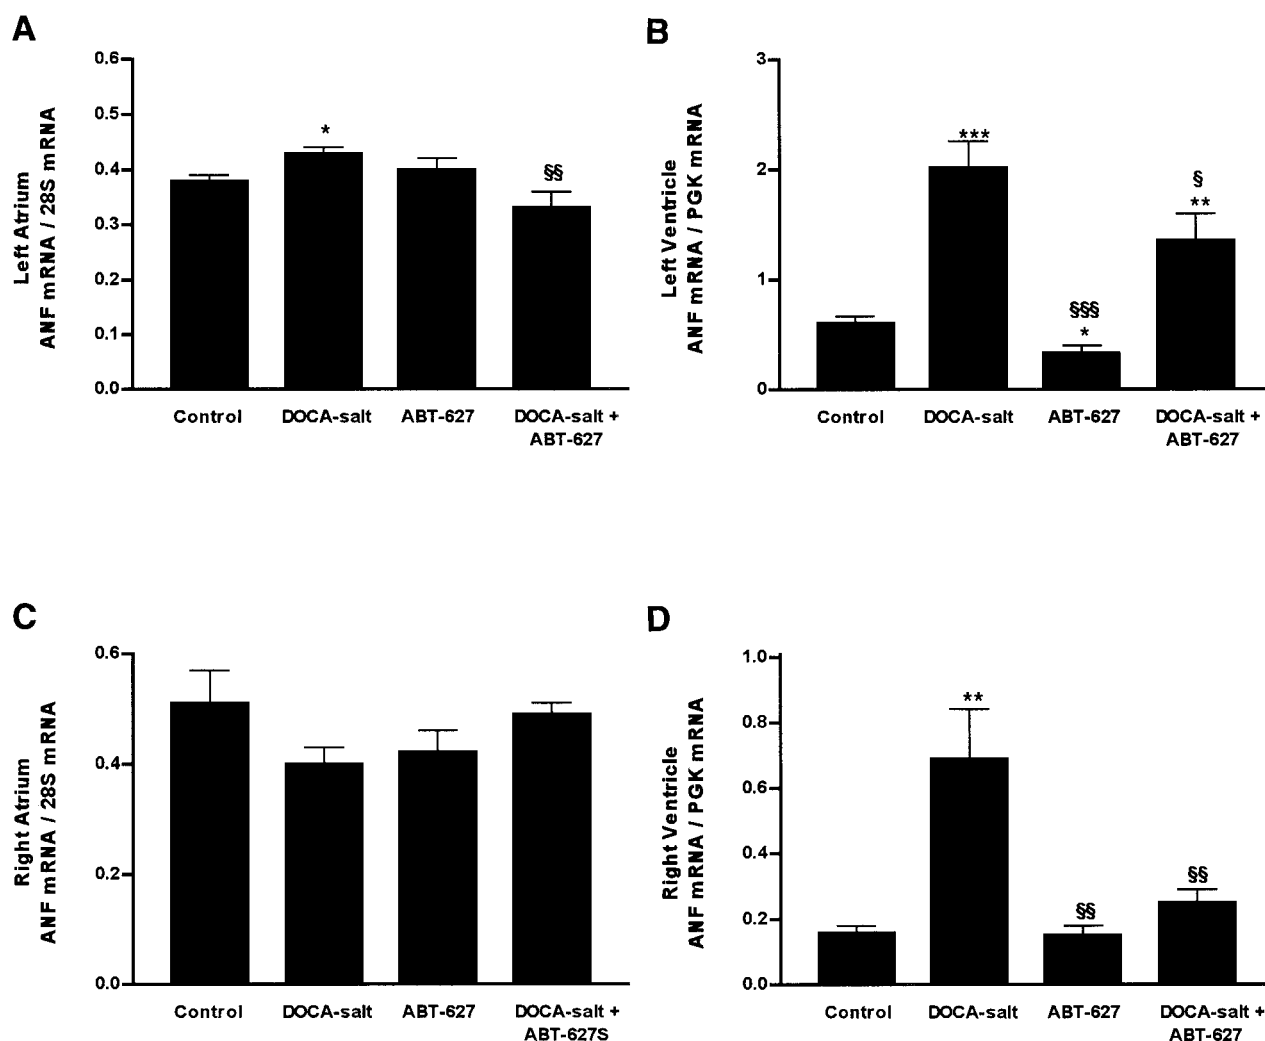 A
Left Atrium
ANF mRNA / 28S mRNA
0.6
0.5
0.4
0.3
0.2
0.1
0.0
*
§§
Control
DOCA-salt
ABT-627
DOCA-salt +
ABT-627
B
Left Ventricle
ANF mRNA / PGK mRNA
3
2
1
0
***
§§§
*
§
**
Control
DOCA-salt
ABT-627
DOCA-salt +
ABT-627
C
Right Atrium
ANF mRNA / 28S mRNA
0.6
0.4
0.2
0.0
Control
DOCA-salt
ABT-627
DOCA-salt +
ABT-627S
D
Right Ventricle
ANF mRNA / PGK mRNA
1.0
0.8
0.6
0.4
0.2
0.0
**
§§
§§
Control
DOCA-salt
ABT-627
DOCA-salt +
ABT-627